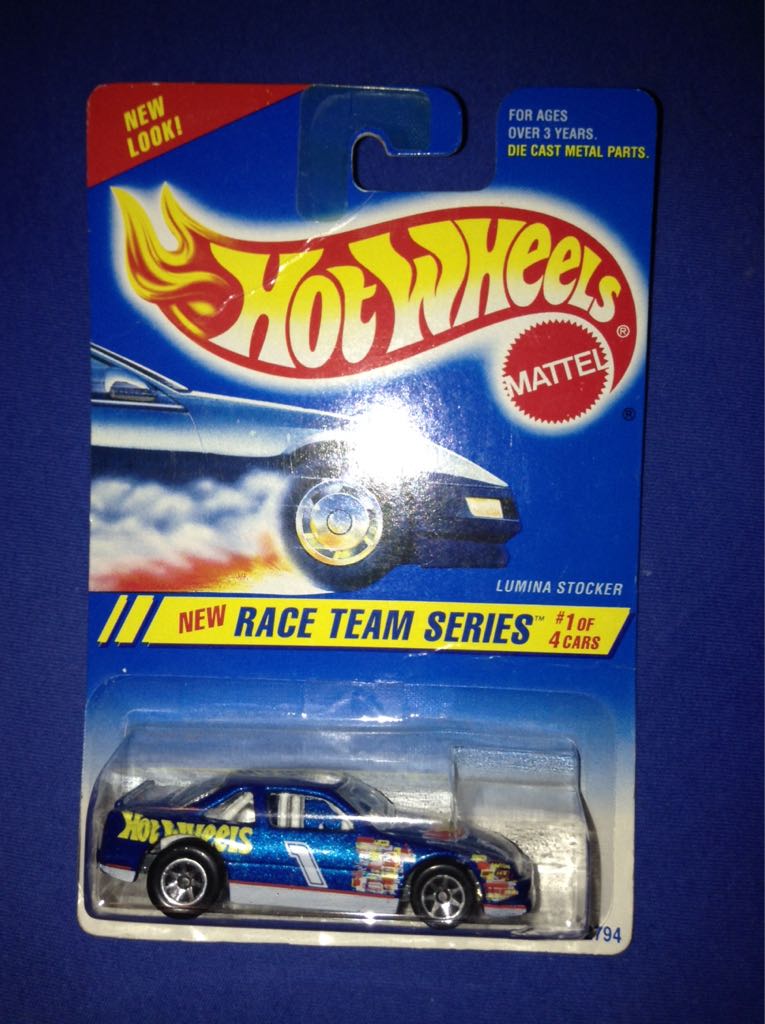 NEW
LOOK!
FOR AGES
OVER 3 YEARS.
DIE CAST METAL PARTS.
HOT WHEELS®
MATTEL
®
LUMINA STOCKER
NEW RACE TEAM SERIES™ #1 OF
4 CARS
HOT WHEELS
1
794